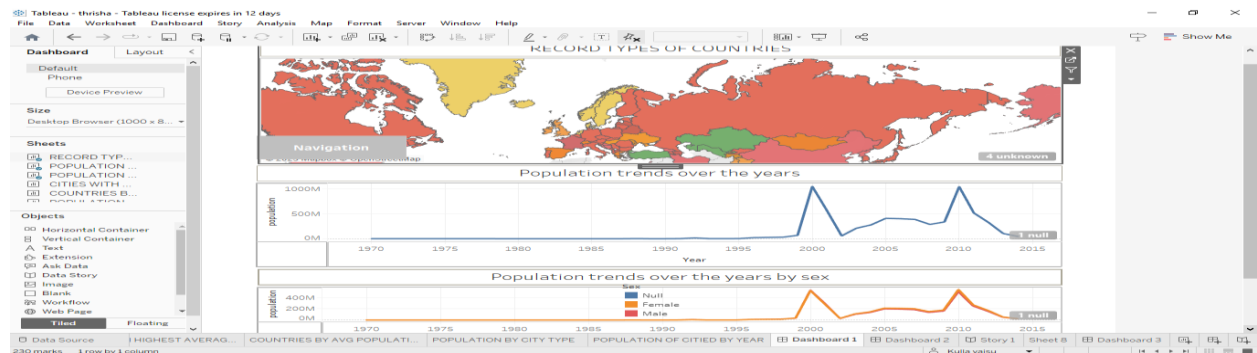 Tableau - thrisha - Tableau license expires in 12 days
File Data Worksheet Dashboard Story Analysis Map Format Server Window Help
Dashboard Layout
Show Me
Default
Phone
Device Preview
Size
Desktop Browser (1000 x 8...
Sheets
RECORD TYP...
POPULATION ...
POPULATION ...
CITIES WITH ...
COUNTRIES B...
Objects
Horizontal Container
Vertical Container
Text
Extension
Ask Data
Data Story
Image
Blank
Workflow
Web Page
Tiled Floating
RECORD TYPES OF COUNTRIES
Navigation
4 unknown
Population trends over the years
population
1000M
500M
0M
1970 1975 1980 1985 1990 1995 2000 2005 2010 2015
Year
1 null
Population trends over the years by sex
Sex
Null
Female
Male
population
400M
200M
0M
1970 1975 1980 1985 1990 1995 2000 2005 2010 2015
1 null
Data Source HIGHEST AVERAG... COUNTRIES BY AVG POPULATI... POPULATION BY CITY TYPE POPULATION OF CITIED BY YEAR Dashboard 1 Dashboard 2 Story 1 Sheet 8 Dashboard 3
230 marks 1 row by 1 column
Kulla vaisu